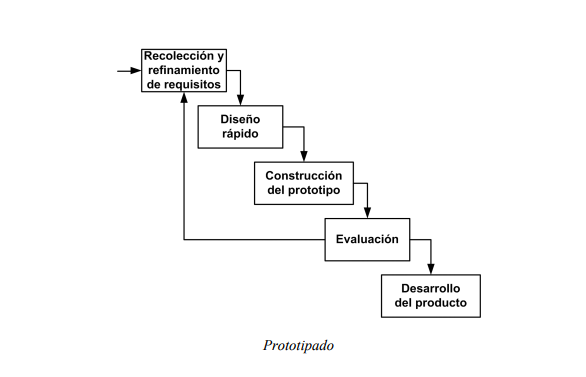 Recolección y
refinamiento
de requisitos
Diseño
rápido
Construcción
del prototipo
Evaluación
Desarrollo
del producto
Prototipado